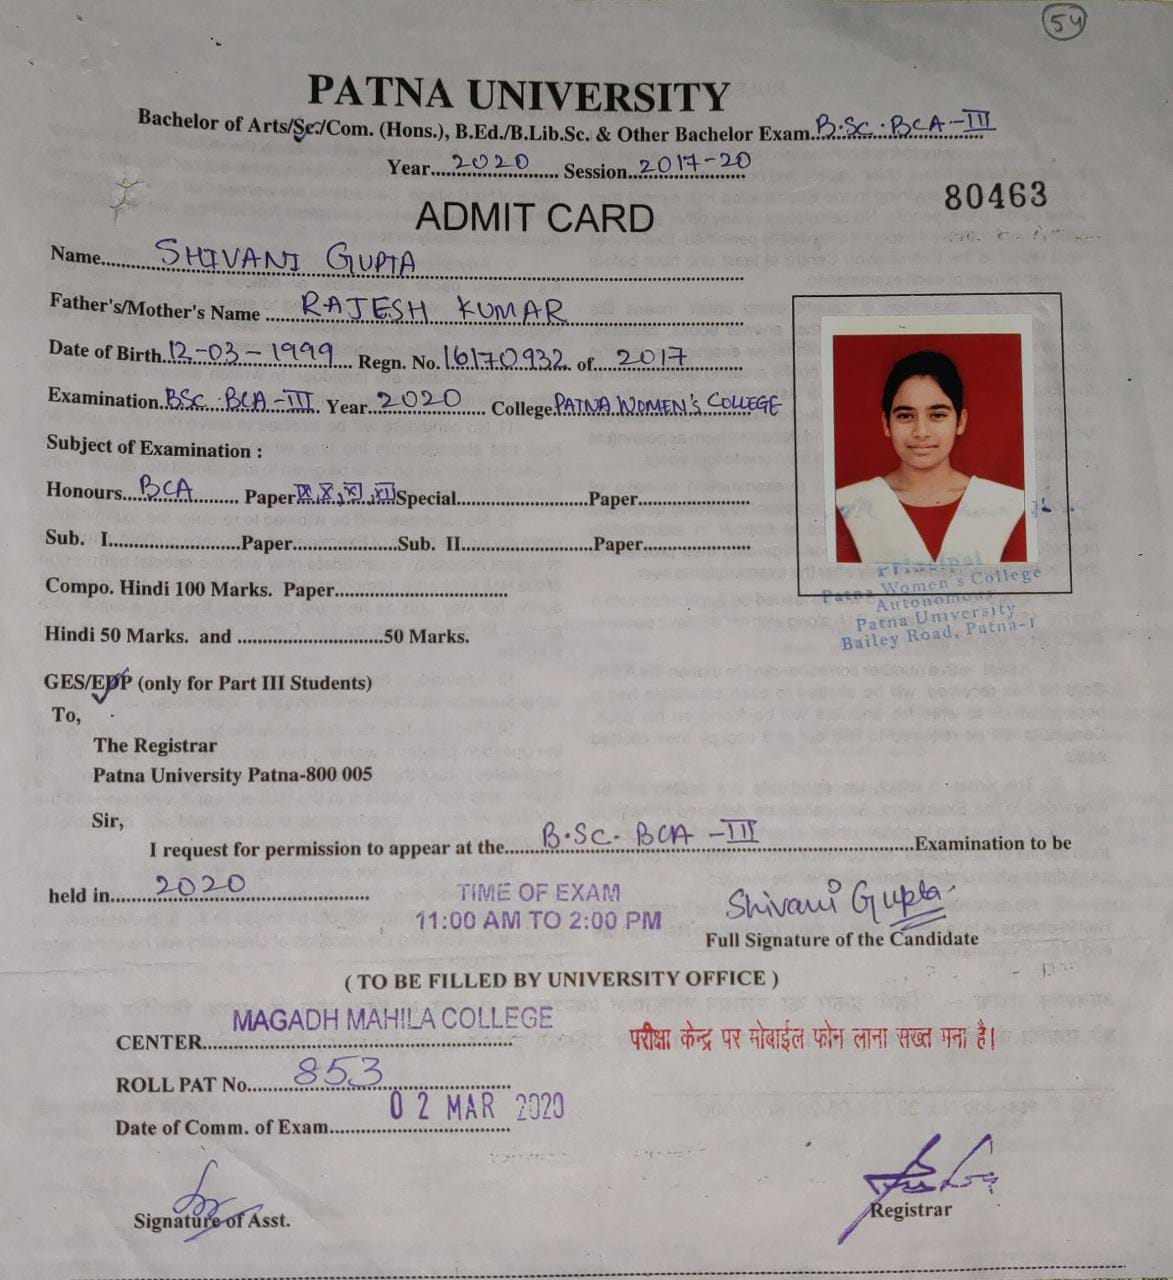 54
PATNA UNIVERSITY
Bachelor of Arts/Sc./Com. (Hons.), B.Ed./B.Lib.Sc. & Other Bachelor Exam. B.Sc. BCA-III
Year 2020 Session 2017-20
80463
ADMIT CARD
Name SHIVANI GUPTA
Father's/Mother's Name RAJESH KUMAR
Date of Birth 12-03-1999 Regn. No. 16170932 of 2017
Examination BSC. BCA-III Year 2020 College PATNA WOMEN'S COLLEGE
Subject of Examination :
Honours BCA Paper IX, X, XI, XII Special Paper
Sub. I Paper Sub. II Paper
Principal
Patna Women's College
Autonomous
Patna University
Bailey Road, Patna-1
Compo. Hindi 100 Marks. Paper
Hindi 50 Marks. and 50 Marks.
GES/EDP (only for Part III Students)
To,
The Registrar
Patna University Patna-800 005
Sir,
I request for permission to appear at the B.Sc. BCA-III Examination to be
held in 2020
TIME OF EXAM
11:00 AM TO 2:00 PM
Shivani Gupta
Full Signature of the Candidate
( TO BE FILLED BY UNIVERSITY OFFICE )
CENTER MAGADH MAHILA COLLEGE
परीक्षा केन्द्र पर मोबाईल फोन लाना सख्त मना है।
ROLL PAT No. 853
Date of Comm. of Exam 02 MAR 2020
Signature of Asst.
Registrar